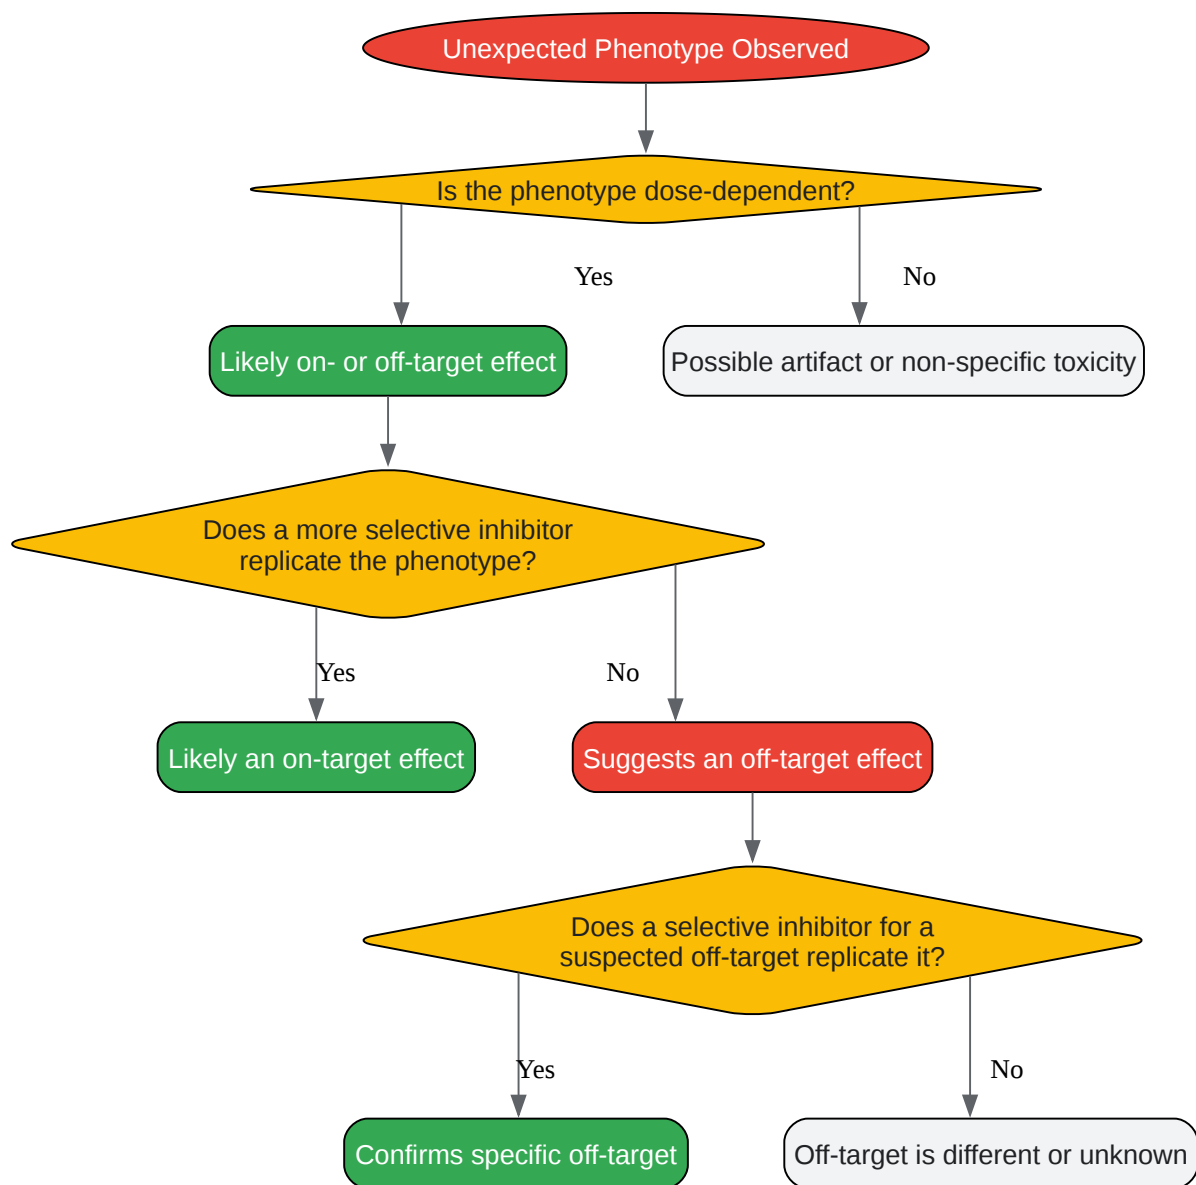 Unexpected Phenotype Observed
Is the phenotype dose-dependent?
Yes
No
Likely on- or off-target effect
Possible artifact or non-specific toxicity
Does a more selective inhibitor
replicate the phenotype?
Yes
No
Likely an on-target effect
Suggests an off-target effect
Does a selective inhibitor for a
suspected off-target replicate it?
Yes
No
Confirms specific off-target
Off-target is different or unknown